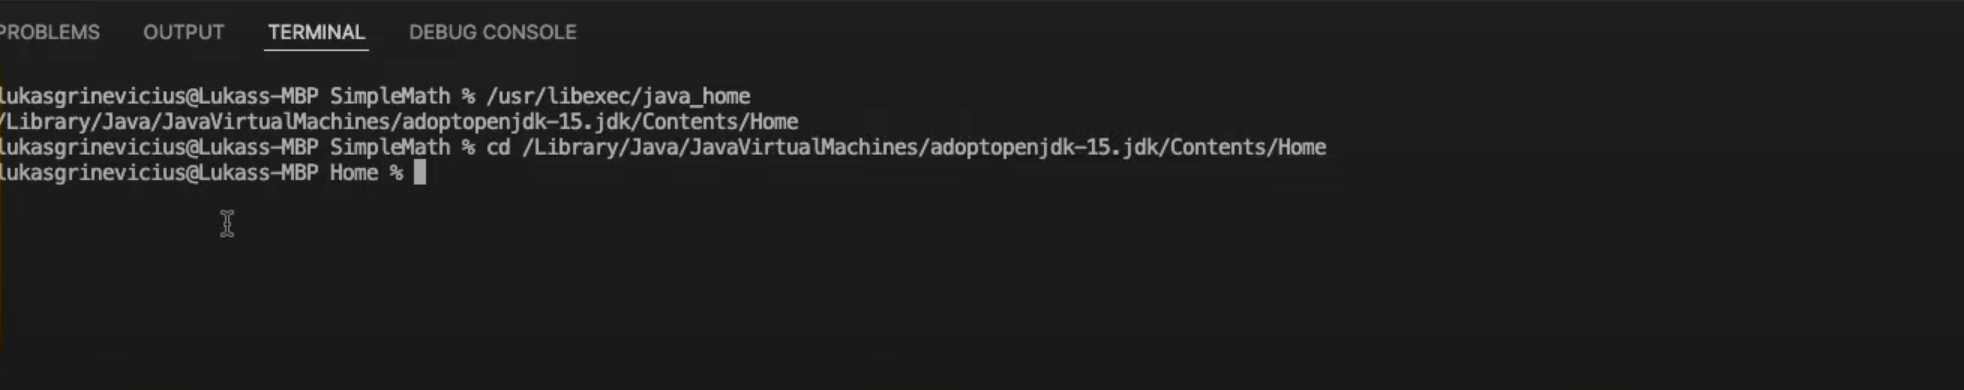 PROBLEMS OUTPUT TERMINAL DEBUG CONSOLE
lukasgrinevicius@Lukass-MBP SimpleMath % /usr/libexec/java_home
/Library/Java/JavaVirtualMachines/adoptopenjdk-15.jdk/Contents/Home
lukasgrinevicius@Lukass-MBP SimpleMath % cd /Library/Java/JavaVirtualMachines/adoptopenjdk-15.jdk/Contents/Home
lukasgrinevicius@Lukass-MBP Home %